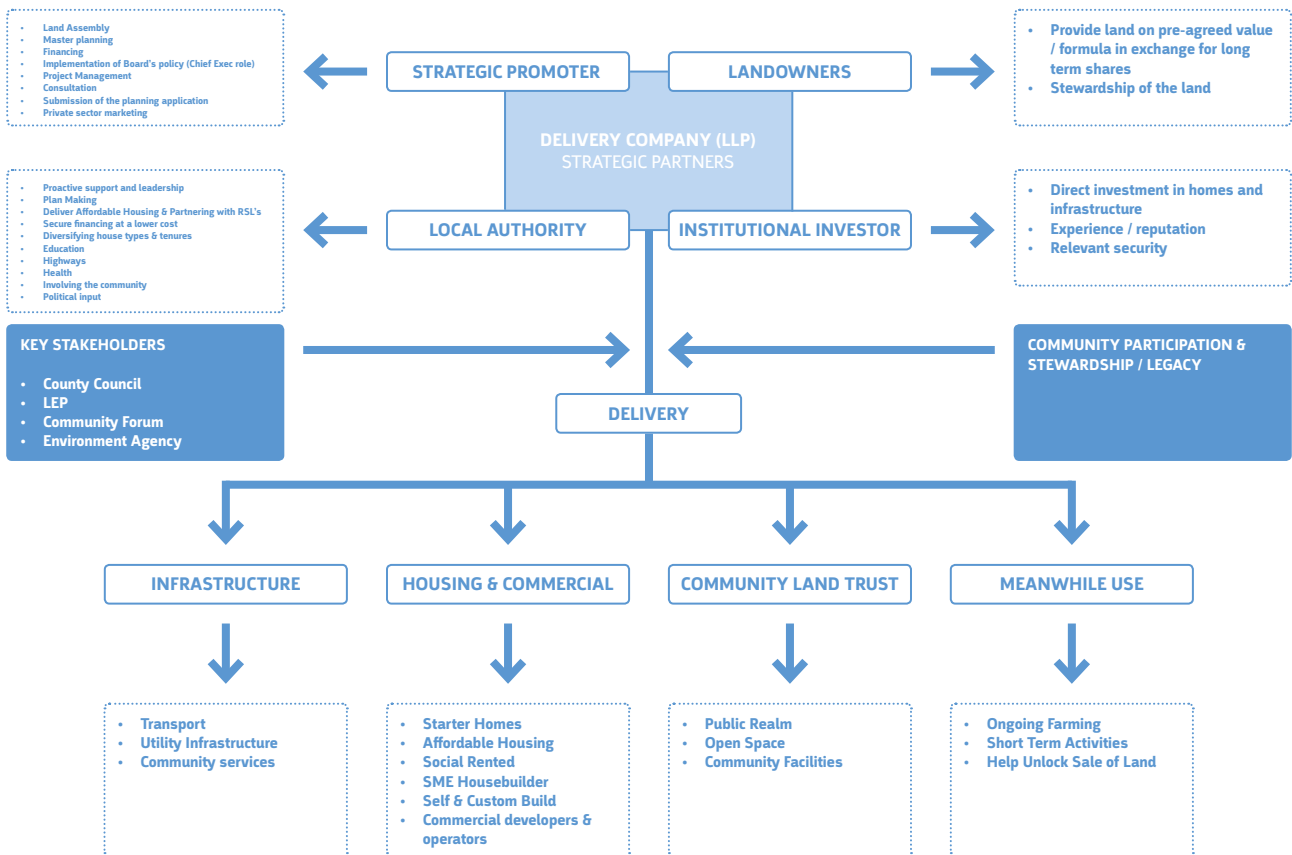 • Land Assembly
• Master planning
• Financing
• Implementation of Board's policy (Chief Exec role)
• Project Management
• Consultation
• Submission of the planning application
• Private sector marketing
STRATEGIC PROMOTER
LANDOWNERS
• Provide land on pre-agreed value
/ formula in exchange for long
term shares
• Stewardship of the land
DELIVERY COMPANY (LLP)
STRATEGIC PARTNERS
• Proactive support and leadership
• Plan Making
• Deliver Affordable Housing & Partnering with RSL's
• Secure financing at a lower cost
• Diversifying house types & tenures
• Education
• Highways
• Health
• Involving the community
• Political input
LOCAL AUTHORITY
INSTITUTIONAL INVESTOR
• Direct investment in homes and
infrastructure
• Experience / reputation
• Relevant security
KEY STAKEHOLDERS
• County Council
• LEP
• Community Forum
• Environment Agency
COMMUNITY PARTICIPATION &
STEWARDSHIP / LEGACY
DELIVERY
INFRASTRUCTURE
HOUSING & COMMERCIAL
COMMUNITY LAND TRUST
MEANWHILE USE
• Transport
• Utility Infrastructure
• Community services
• Starter Homes
• Affordable Housing
• Social Rented
• SME Housebuilder
• Self & Custom Build
• Commercial developers &
operators
• Public Realm
• Open Space
• Community Facilities
• Ongoing Farming
• Short Term Activities
• Help Unlock Sale of Land